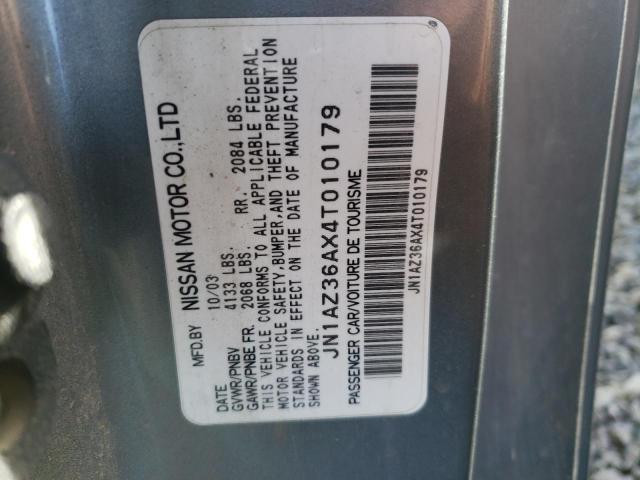 MFD.BY NISSAN MOTOR CO.,LTD
DATE 10/03
GVWR/PNBV 4133 LBS.
GAWR/PNBE FR. 2068 LBS. RR. 2084 LBS.
THIS VEHICLE CONFORMS TO ALL APPLICABLE FEDERAL
MOTOR VEHICLE SAFETY,BUMPER,AND THEFT PREVENTION
STANDARDS IN EFFECT ON THE DATE OF MANUFACTURE
SHOWN ABOVE.
JN1AZ36AX4T010179
PASSENGER CAR/VOITURE DE TOURISME
JN1AZ36AX4T010179